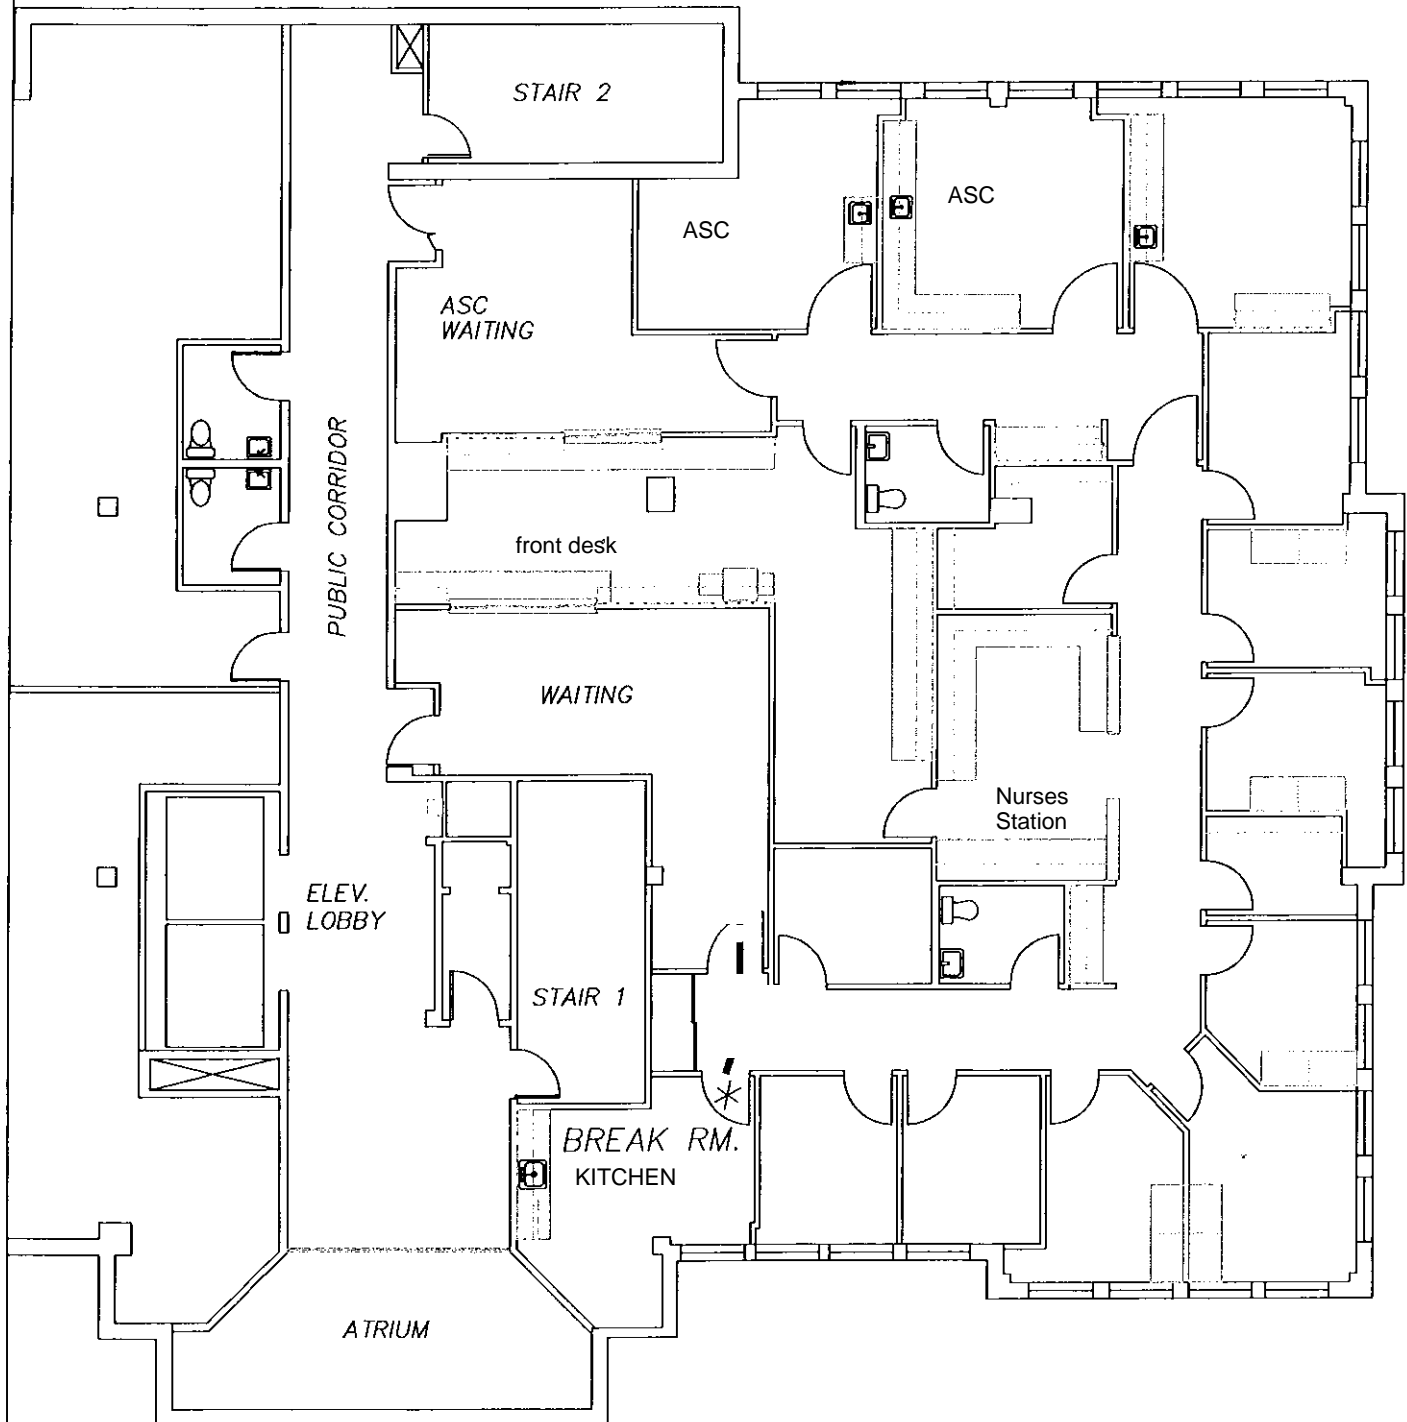 STAIR 2
ASC
ASC
ASC
WAITING
PUBLIC CORRIDOR
front desk
WAITING
Nurses
Station
ELEV.
LOBBY
STAIR 1
BREAK RM.
KITCHEN
ATRIUM